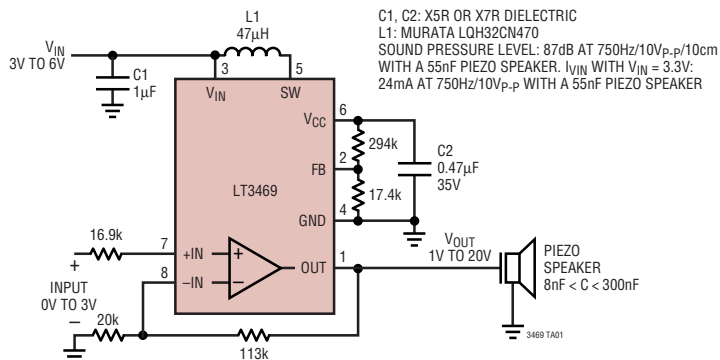 L1
47µH
C1, C2: X5R OR X7R DIELECTRIC
L1: MURATA LQH32CN470
SOUND PRESSURE LEVEL: 87dB AT 750Hz/10VP-P/10cm
WITH A 55nF PIEZO SPEAKER. IVIN WITH VIN = 3.3V:
24mA AT 750Hz/10VP-P WITH A 55nF PIEZO SPEAKER
VIN
3V TO 6V
C1
1µF
3
5
VIN
SW
6
VCC
294k
2
FB
C2
0.47µF
35V
17.4k
LT3469
4
GND
16.9k
7
+IN
+
+
8
–IN
–
OUT
1
VOUT
1V TO 20V
PIEZO
SPEAKER
8nF < C < 300nF
INPUT
0V TO 3V
–
20k
113k
3469 TA01